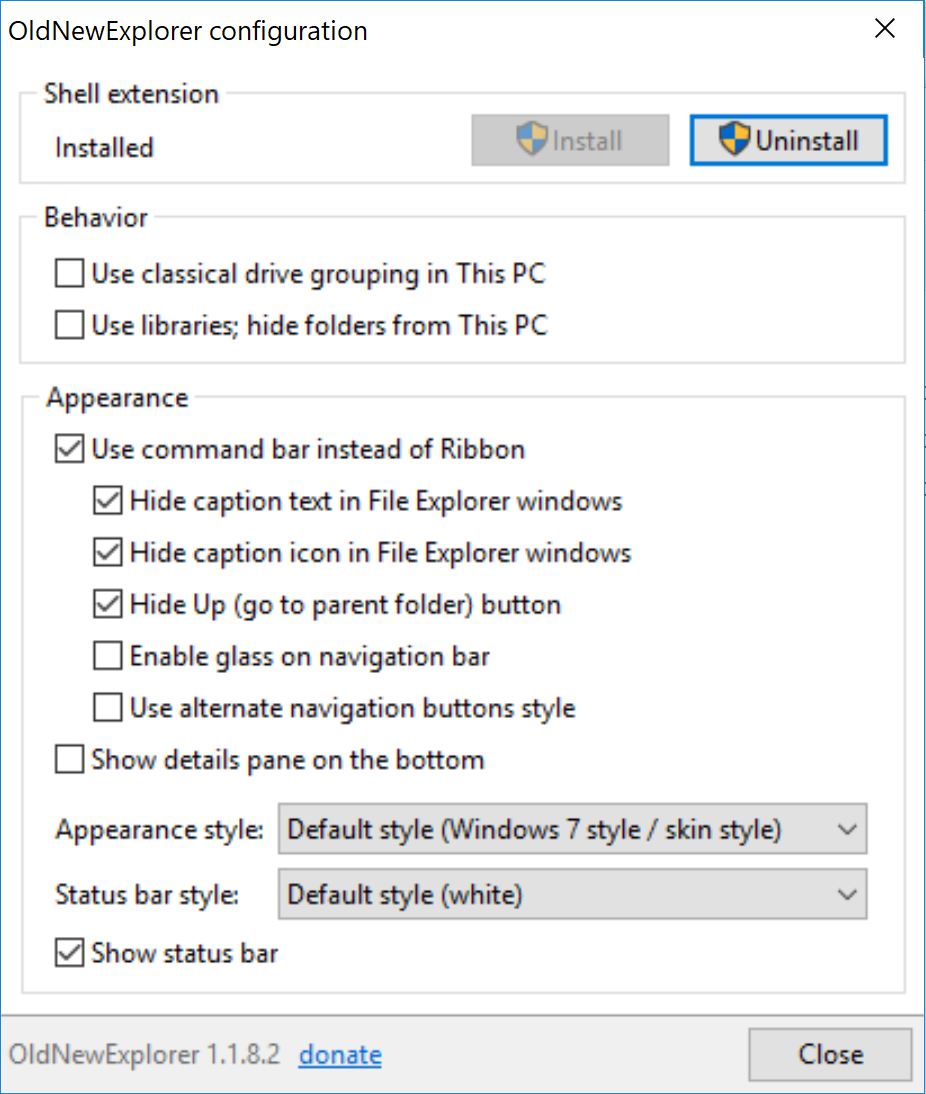 OldNewExplorer configuration
Shell extension
Installed
Install
Uninstall
Behavior
Use classical drive grouping in This PC
Use libraries; hide folders from This PC
Appearance
Use command bar instead of Ribbon
Hide caption text in File Explorer windows
Hide caption icon in File Explorer windows
Hide Up (go to parent folder) button
Enable glass on navigation bar
Use alternate navigation buttons style
Show details pane on the bottom
Appearance style: Default style (Windows 7 style / skin style)
Status bar style: Default style (white)
Show status bar
OldNewExplorer 1.1.8.2 donate
Close